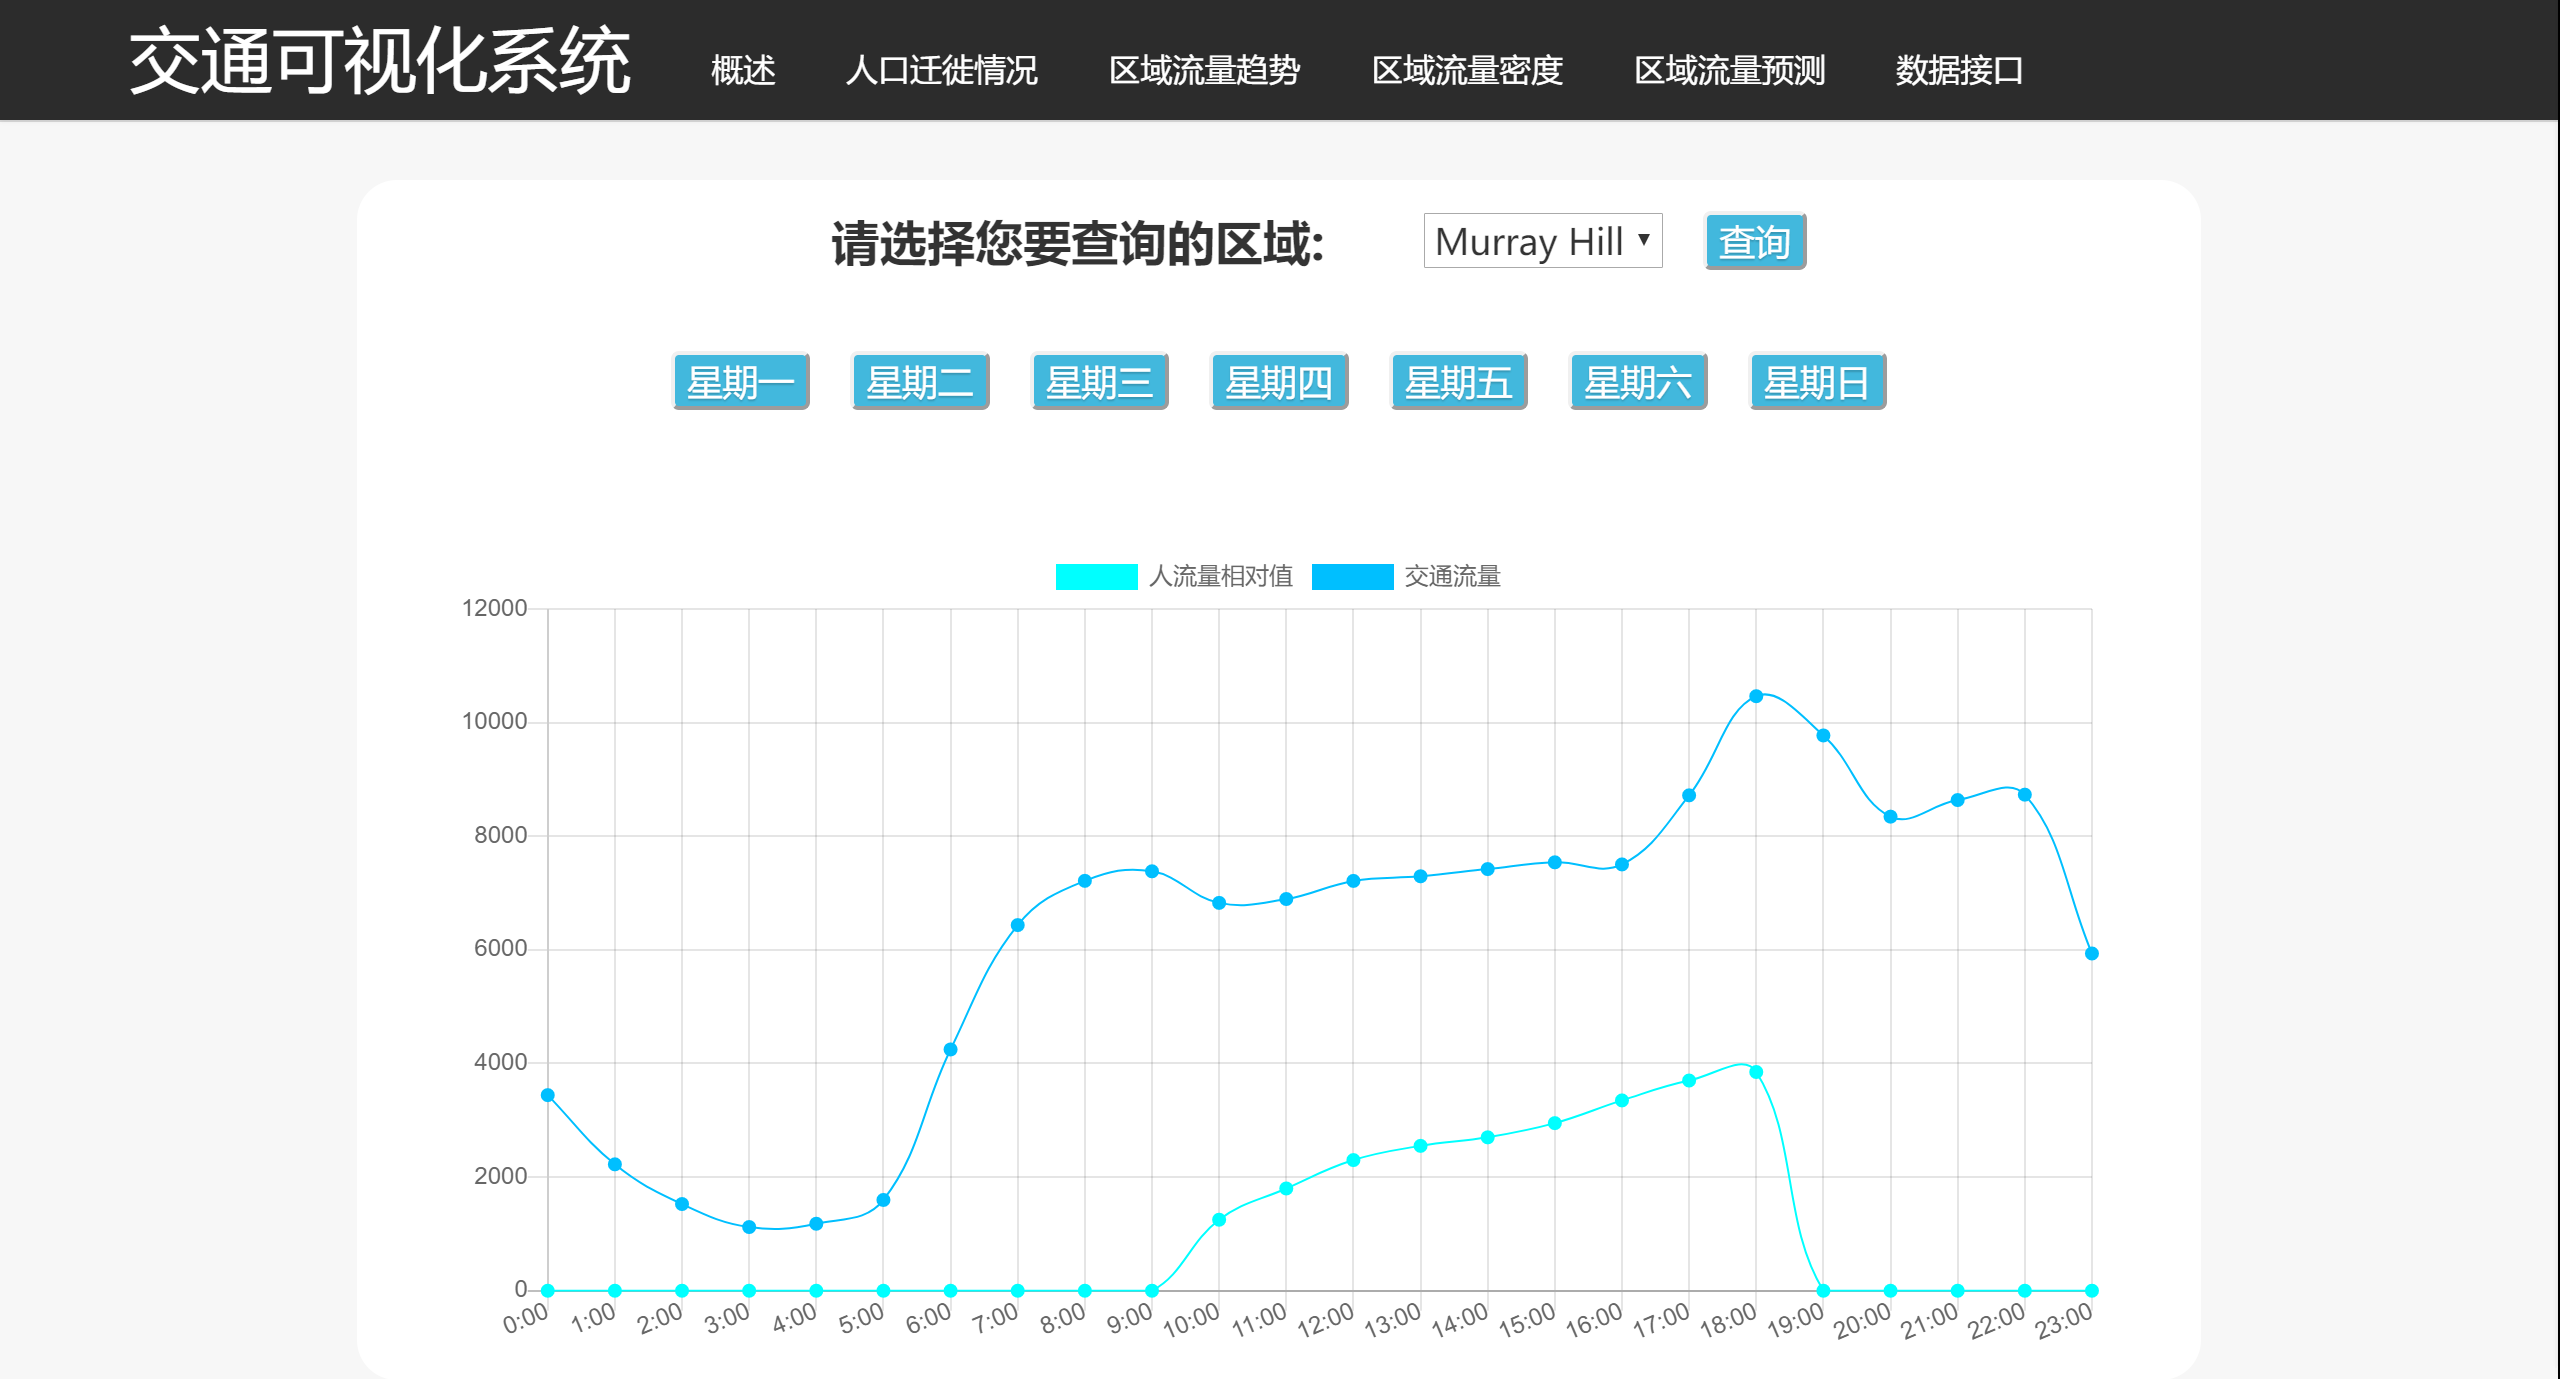 交通可视化系统 概述 人口迁徙情况 区域流量趋势 区域流量密度 区域流量预测 数据接口
请选择您要查询的区域: Murray Hill 查询
星期一 星期二 星期三 星期四 星期五 星期六 星期日
人流量相对值 交通流量
12000
10000
8000
6000
4000
2000
0
0:00 1:00 2:00 3:00 4:00 5:00 6:00 7:00 8:00 9:00 10:00 11:00 12:00 13:00 14:00 15:00 16:00 17:00 18:00 19:00 20:00 21:00 22:00 23:00